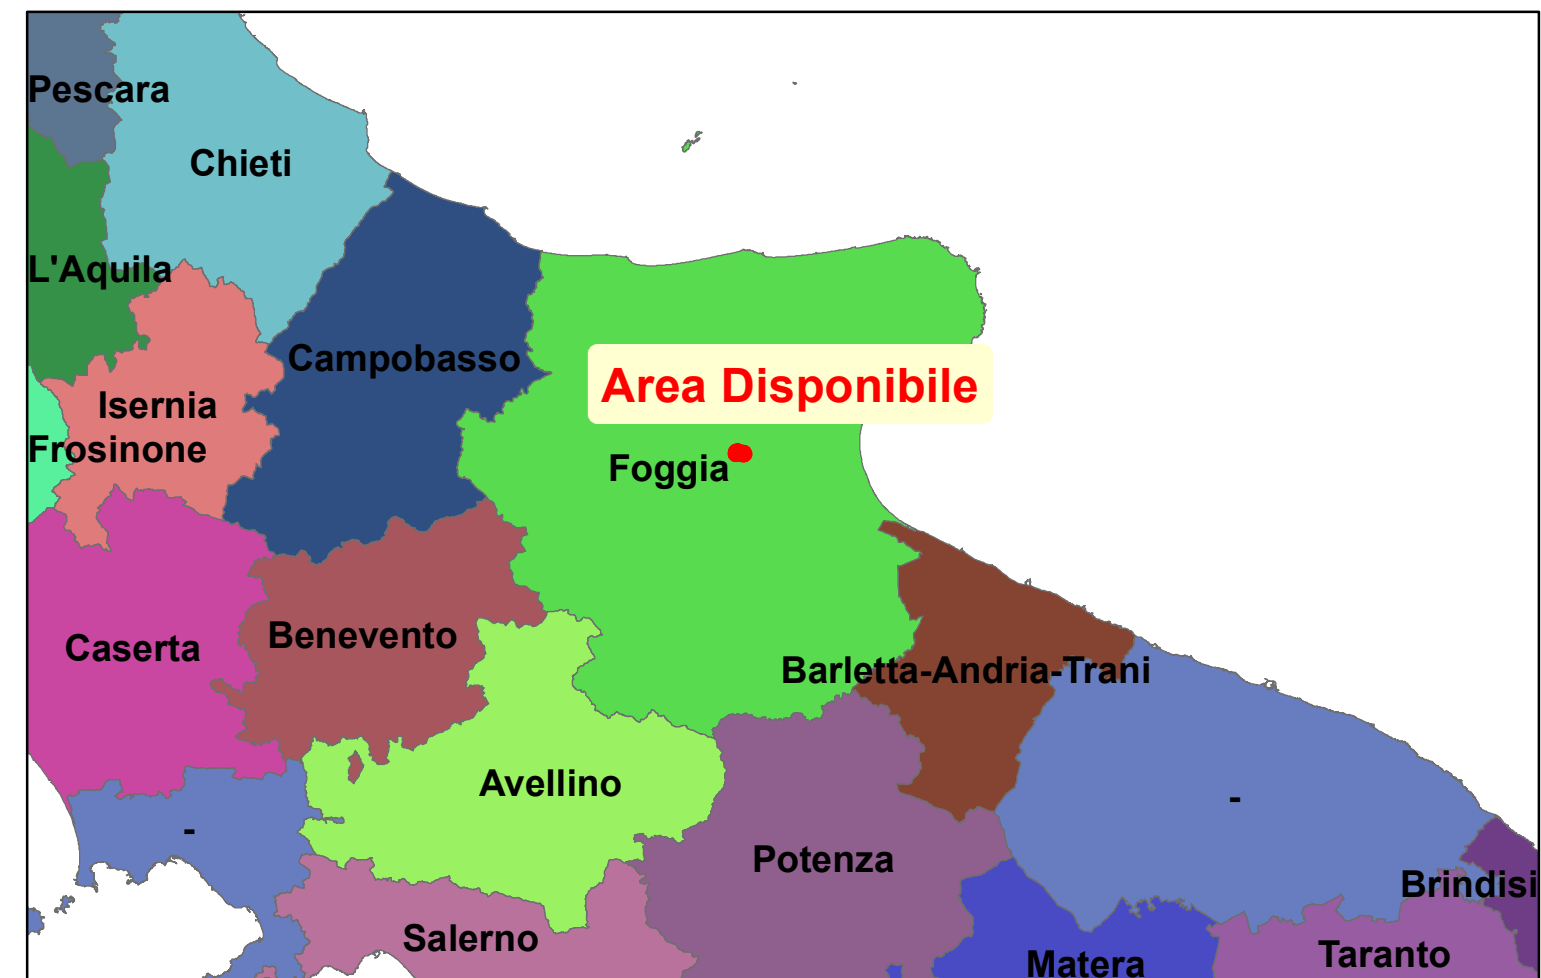 Pescara
Chieti
L'Aquila
Campobasso
Area Disponibile
Isernia
Frosinone
Foggia
Benevento
Caserta
Barletta-Andria-Trani
Avellino
-
-
Potenza
Brindisi
Salerno
Taranto
Matera